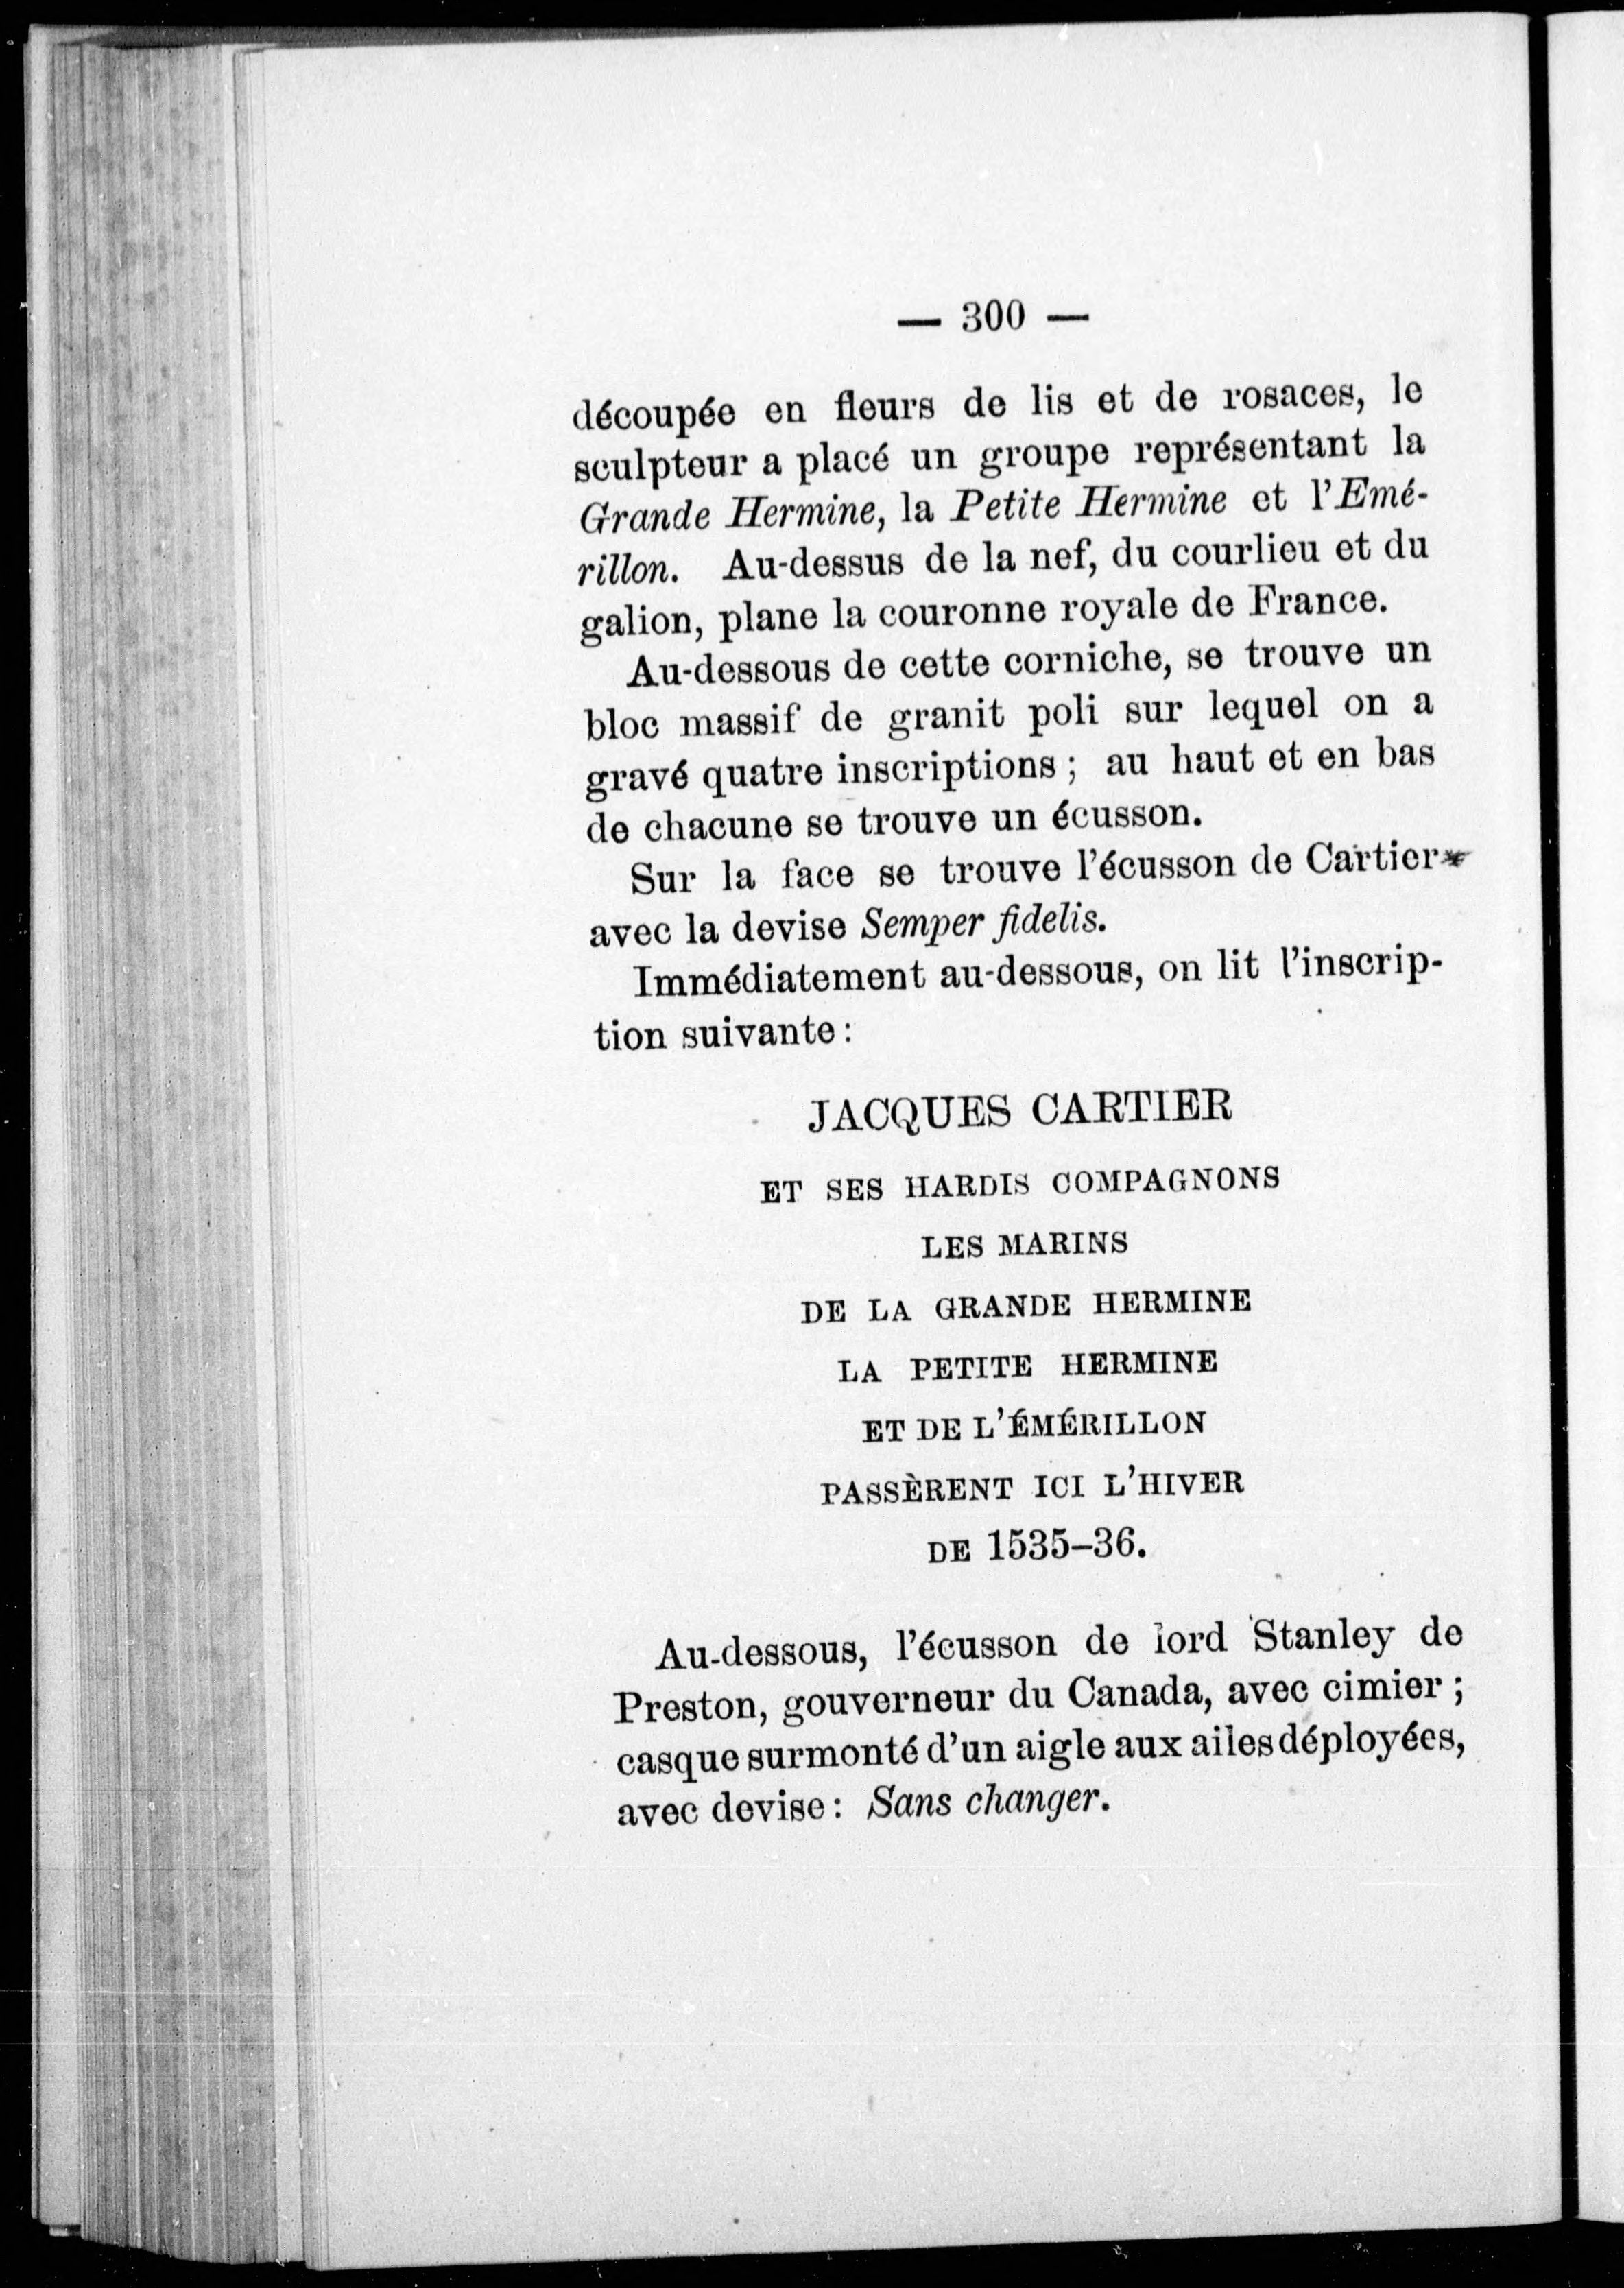 — 300 —
découpée en fleurs de lis et de rosaces, le
sculpteur a placé un groupe représentant la
Grande Hermine, la Petite Hermine et l'Emé-
rillon. Au-dessus de la nef, du courlieu et du
galion, plane la couronne royale de France.
Au-dessous de cette corniche, se trouve un
bloc massif de granit poli sur lequel on a
gravé quatre inscriptions ; au haut et en bas
de chacune se trouve un écusson.
Sur la face se trouve l'écusson de Cartier
avec la devise Semper fidelis.
Immédiatement au-dessous, on lit l'inscrip-
tion suivante :
JACQUES CARTIER
ET SES HARDIS COMPAGNONS
LES MARINS
DE LA GRANDE HERMINE
LA PETITE HERMINE
ET DE L'ÉMÉRILLON
PASSÈRENT ICI L'HIVER
DE 1535–36.
Au-dessous, l'écusson de lord Stanley de
Preston, gouverneur du Canada, avec cimier ;
casque surmonté d'un aigle aux ailes déployées,
avec devise : Sans changer.